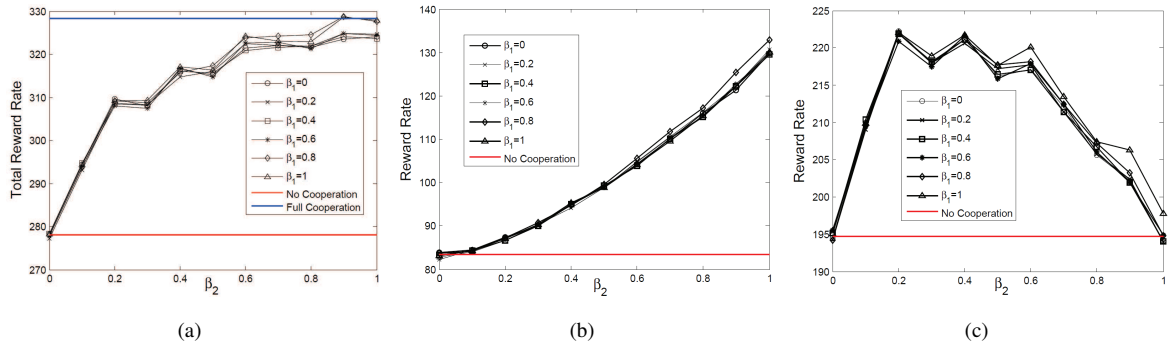 Total Reward Rate
330
320
310
300
290
280
270
0
0.2
0.4
0.6
0.8
1
β2
β1=0
β1=0.2
β1=0.4
β1=0.6
β1=0.8
β1=1
No Cooperation
Full Cooperation
(a)
Reward Rate
140
130
120
110
100
90
80
0
0.2
0.4
0.6
0.8
1
β2
β1=0
β1=0.2
β1=0.4
β1=0.6
β1=0.8
β1=1
No Cooperation
(b)
Reward Rate
225
220
215
210
205
200
195
190
0
0.2
0.4
0.6
0.8
1
β2
β1=0
β1=0.2
β1=0.4
β1=0.6
β1=0.8
β1=1
No Cooperation
(c)